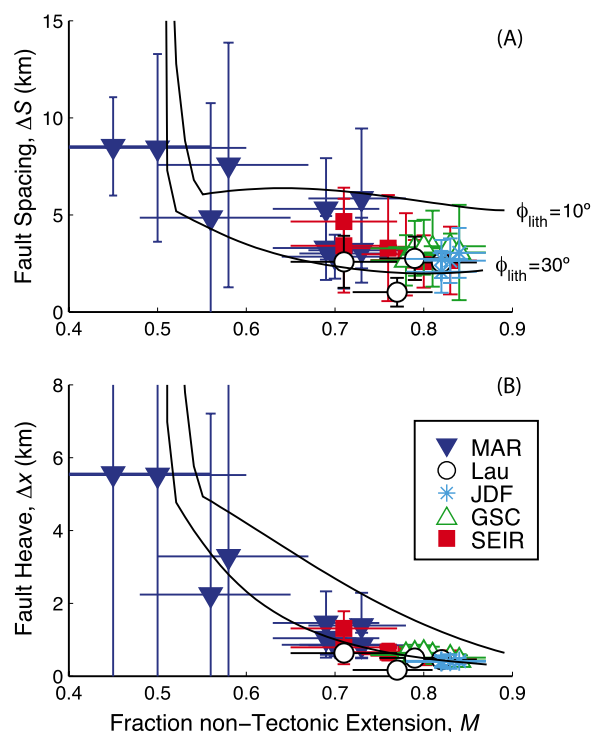 (A)
Fault Spacing, ΔS (km)
15
10
5
0
ϕlith=10º
ϕlith=30º
0.4 0.5 0.6 0.7 0.8 0.9
(B)
Fault Heave, Δx (km)
8
6
4
2
0
MAR
Lau
JDF
GSC
SEIR
0.4 0.5 0.6 0.7 0.8 0.9
Fraction non−Tectonic Extension, M